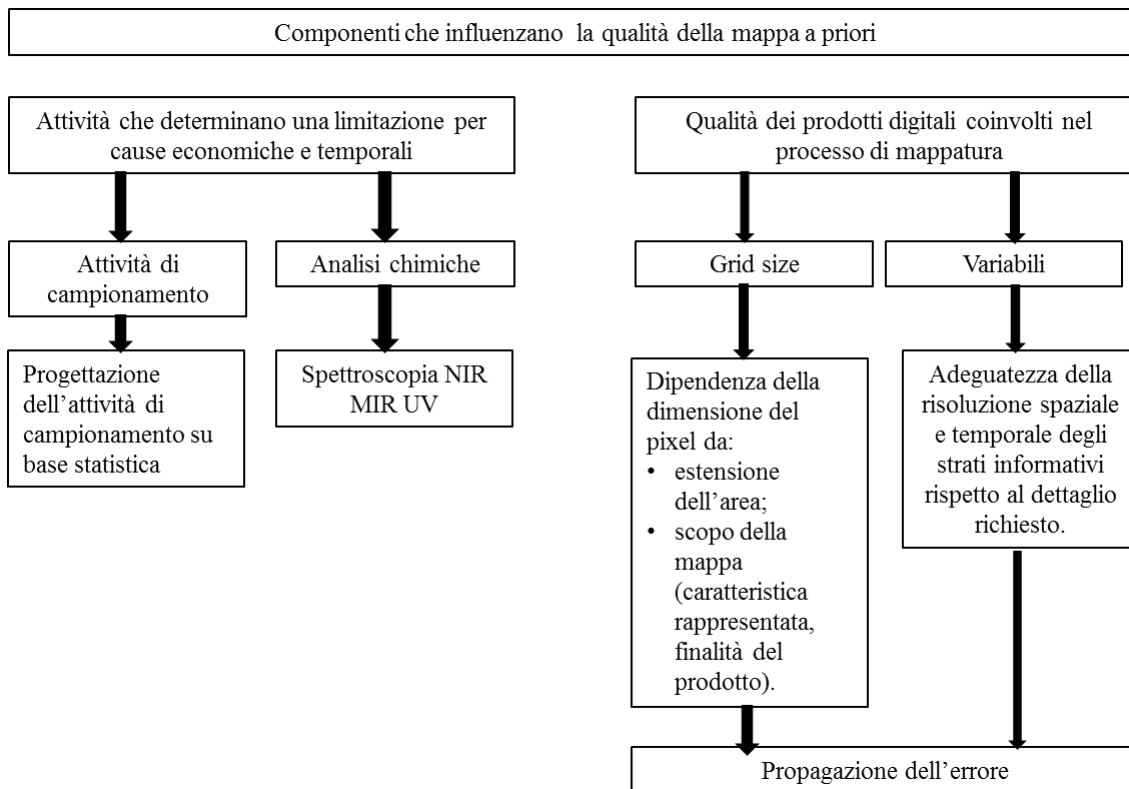 Componenti che influenzano la qualità della mappa a priori
Attività che determinano una limitazione per
cause economiche e temporali
Qualità dei prodotti digitali coinvolti nel
processo di mappatura
Attività di
campionamento
Analisi chimiche
Grid size
Variabili
Progettazione
dell'attività di
campionamento su
base statistica
Spettroscopia NIR
MIR UV
Dipendenza della
dimensione del
pixel da:
• estensione
dell'area;
• scopo della
mappa
(caratteristica
rappresentata,
finalità del
prodotto).
Adeguatezza della
risoluzione spaziale
e temporale degli
strati informativi
rispetto al dettaglio
richiesto.
Propagazione dell'errore